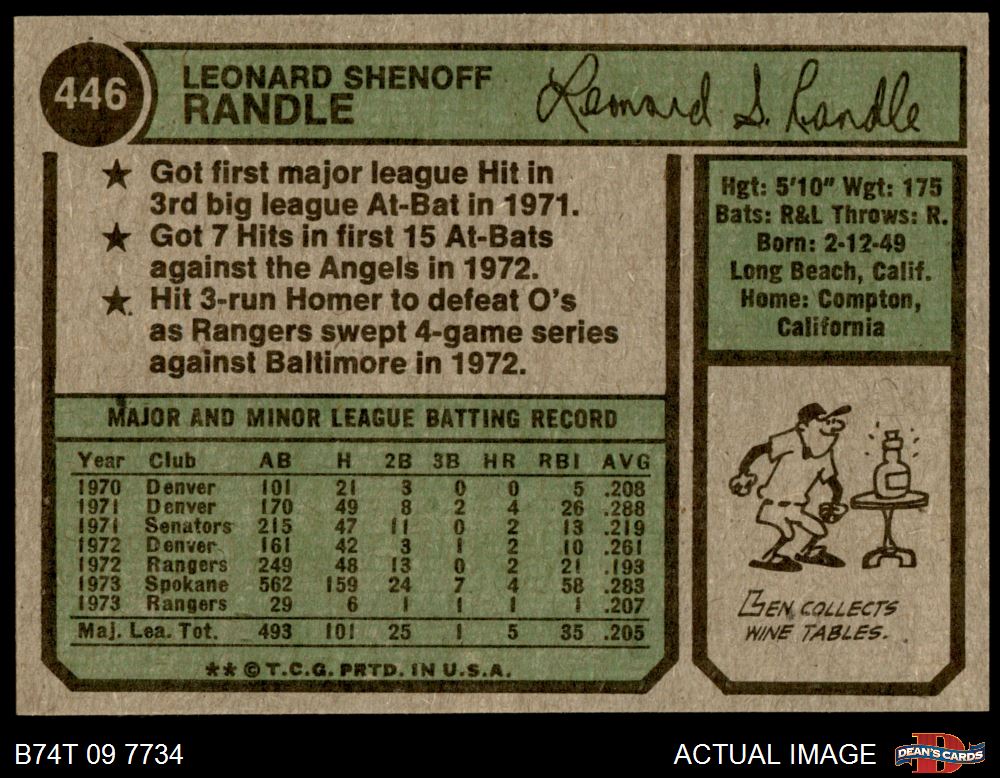 446
LEONARD SHENOFF
RANDLE
Leonard S. Randle
★ Got first major league Hit in
3rd big league At-Bat in 1971.
★ Got 7 Hits in first 15 At-Bats
against the Angels in 1972.
★ Hit 3-run Homer to defeat O's
as Rangers swept 4-game series
against Baltimore in 1972.
Hgt: 5'10" Wgt: 175
Bats: R&L Throws: R.
Born: 2-12-49
Long Beach, Calif.
Home: Compton,
California
MAJOR AND MINOR LEAGUE BATTING RECORD
Year Club AB H 2B 3B HR RBI AVG
1970 Denver 101 21 3 0 0 5 .208
1971 Denver 170 49 8 2 4 26 .288
1971 Senators 215 47 11 0 2 13 .219
1972 Denver 161 42 3 1 2 10 .261
1972 Rangers 249 48 13 0 2 21 .193
1973 Spokane 562 159 24 7 4 58 .283
1973 Rangers 29 6 1 1 1 1 .207
Maj. Lea. Tot. 493 101 25 1 5 35 .205
** © T.C.G. PRTD. IN U.S.A.
BEN COLLECTS
WINE TABLES.
B74T 09 7734
ACTUAL IMAGE
D
DEAN'S CARDS